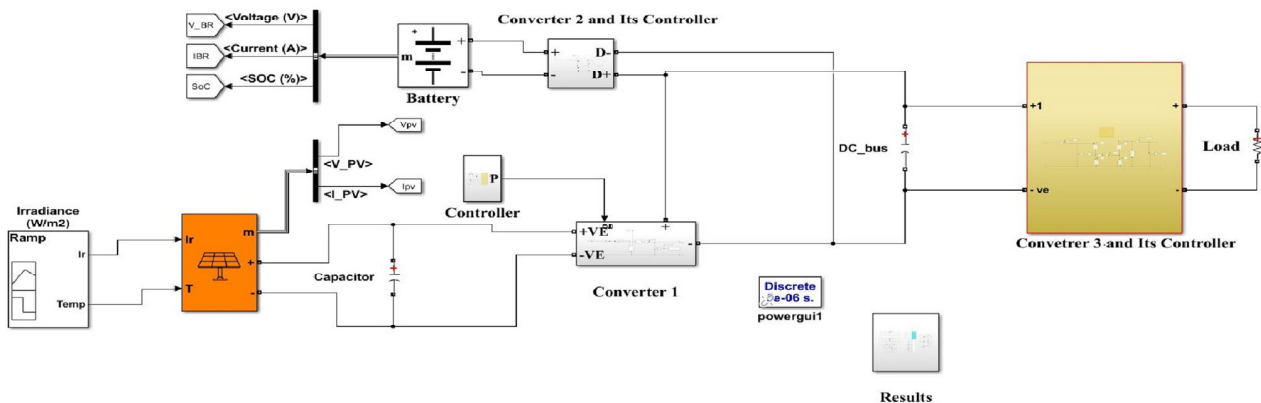 Converter 2 and Its Controller
<Voltage (V)>
V_BR
<Current (A)>
IBR
<SOC (%)>
SoC
m
+
+
-
Battery
+
-
D-
D+
Vpv
<V_PV>
<I_PV>
Ipv
P
Controller
DC_bus
+1
- ve
+
-
Load
Convetrer 3 and Its Controller
Irradiance
(W/m2)
Ramp
Ir
Temp
Ir
T
m
+
-
Capacitor
+VE
-VE
+
-
Converter 1
Discrete
e-06 s.
powergui1
Results